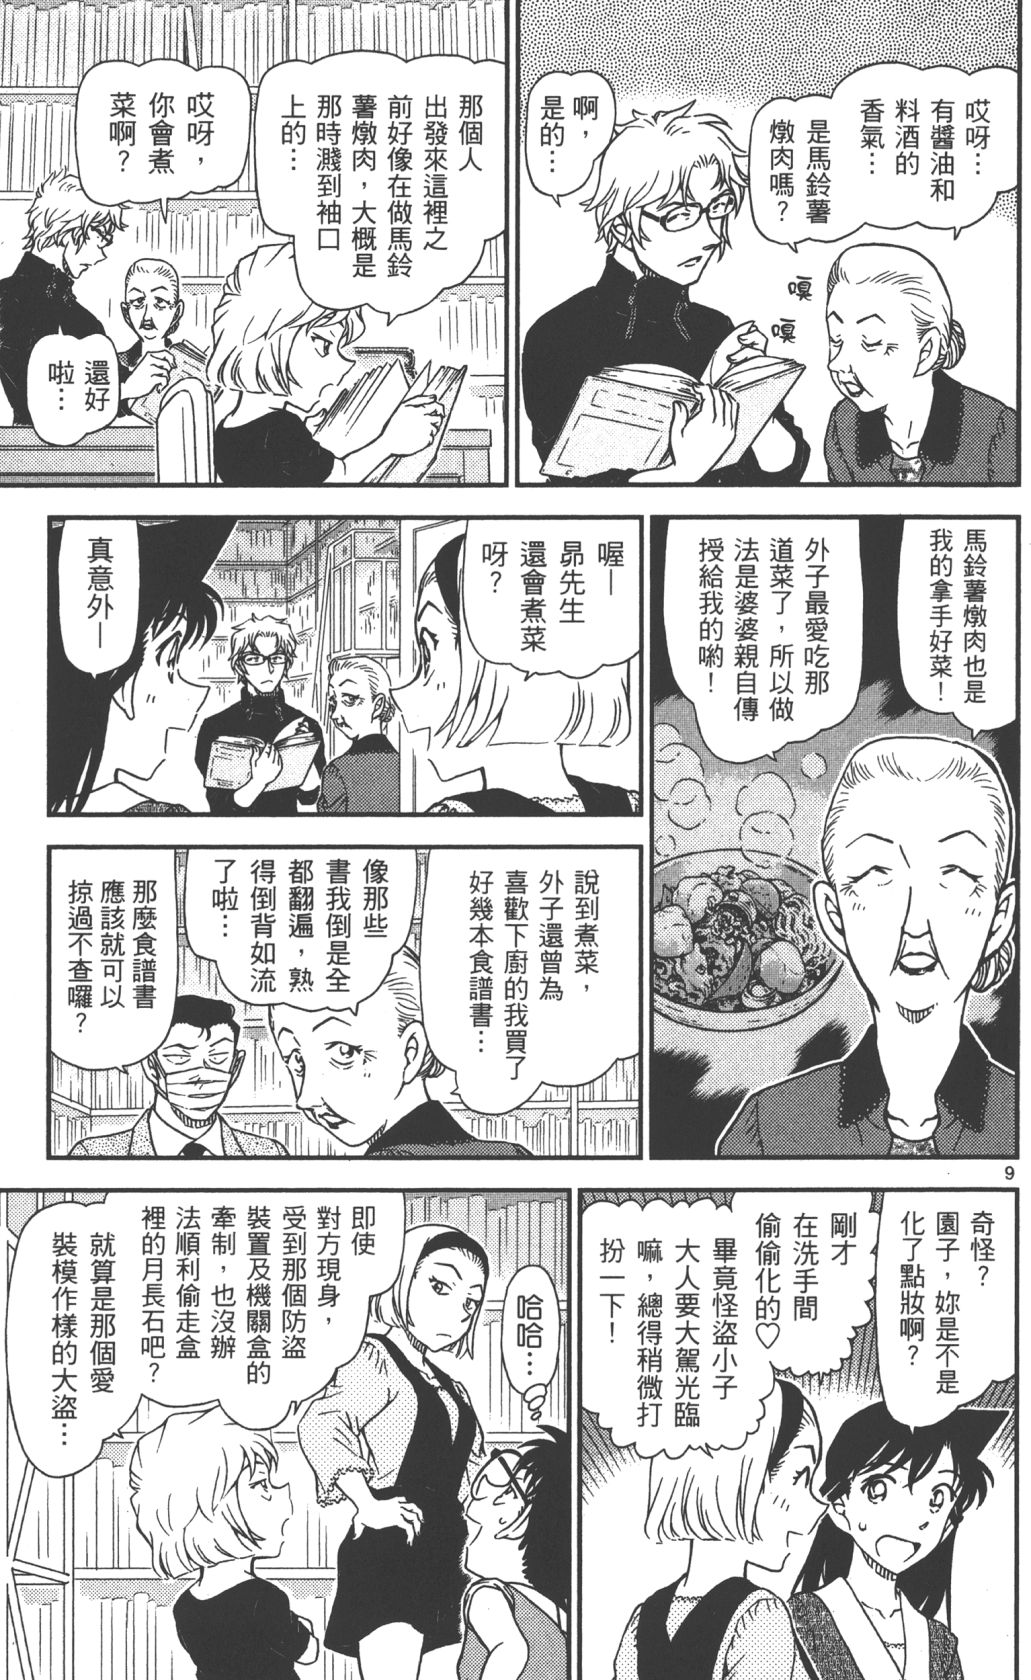 哎呀…
有醬油和
料酒的
香氣…
是馬鈴薯
燉肉嗎？
嗅
嗅
啊，
是的…
那個人
出發來這裡之
前好像在做馬鈴
薯燉肉，大概是
那時濺到袖口
上的…
哎呀，
你會煮
菜啊？
還好
啦…
馬鈴薯燉肉也是
我的拿手好菜！
外子最愛吃那
道菜了，所以做
法是婆婆親自傳
授給我的喲！
喔—
昴先生
還會煮菜
呀？
真意外—
說到煮菜，
外子還曾為
喜歡下廚的我買了
好幾本食譜書…
像那些
書我倒是全
都翻遍，熟
得倒背如流
了啦…
那麼食譜書
應該就可以
掠過不查囉？
9
奇怪？
園子，妳是不是
化了點妝啊？
剛才
在洗手間
偷偷化的♡
畢竟怪盜小子
大人要大駕光臨
嘛，總得稍微打
扮一下！
哈哈…
即使
對方現身，
受到那個防盜
裝置及機關盒的
牽制，也沒辦
法順利偷走盒
裡的月長石吧？
就算是那個愛
裝模作樣的大盜…